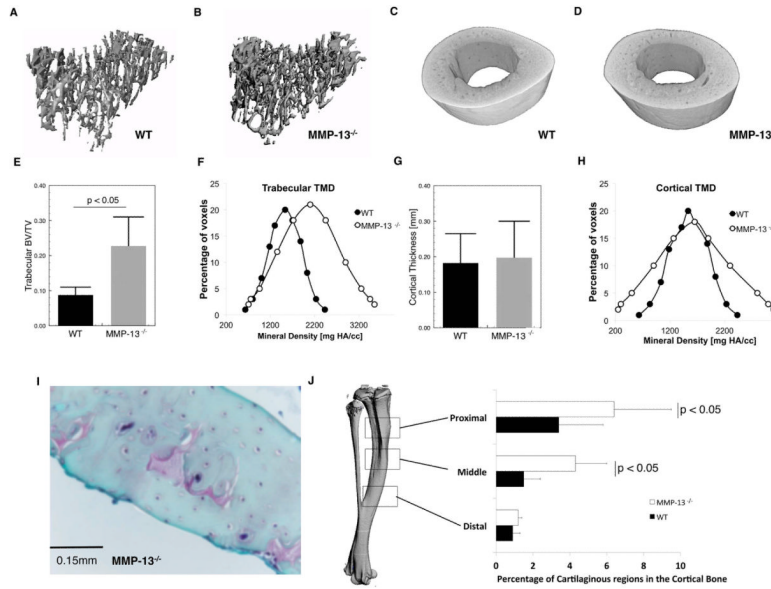 A
B
C
D
WT
MMP-13-/-
WT
MMP-13
E
F
G
H
p < 0.05
Trabecular BV/TV
0.40
0.30
0.20
0.10
0.00
WT
MMP-13 -/-
Trabecular TMD
Percentage of voxels
25
20
15
10
5
0
WT
MMP-13 -/-
200
1200
2200
3200
Mineral Density [mg HA/cc]
Cortical Thickness [mm]
0.40
0.30
0.20
0.10
0.00
WT
MMP-13 -/-
Cortical TMD
Percentage of voxels
25
20
15
10
5
0
WT
MMP-13 -/-
200
1200
2200
Mineral Density [mg HA/cc]
I
0.15mm
MMP-13-/-
J
Proximal
Middle
Distal
p < 0.05
p < 0.05
MMP-13 -/-
WT
0
2
4
6
8
10
Percentage of Cartilaginous regions in the Cortical Bone